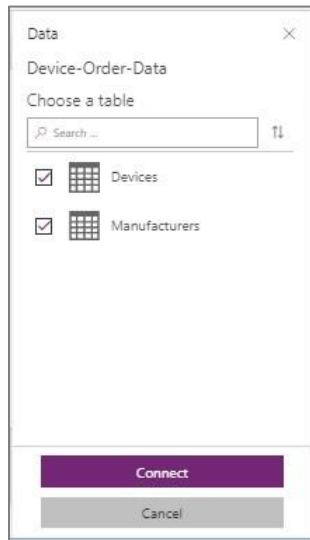 Data
Device-Order-Data
Choose a table
Search ...
Devices
Manufacturers
Connect
Cancel